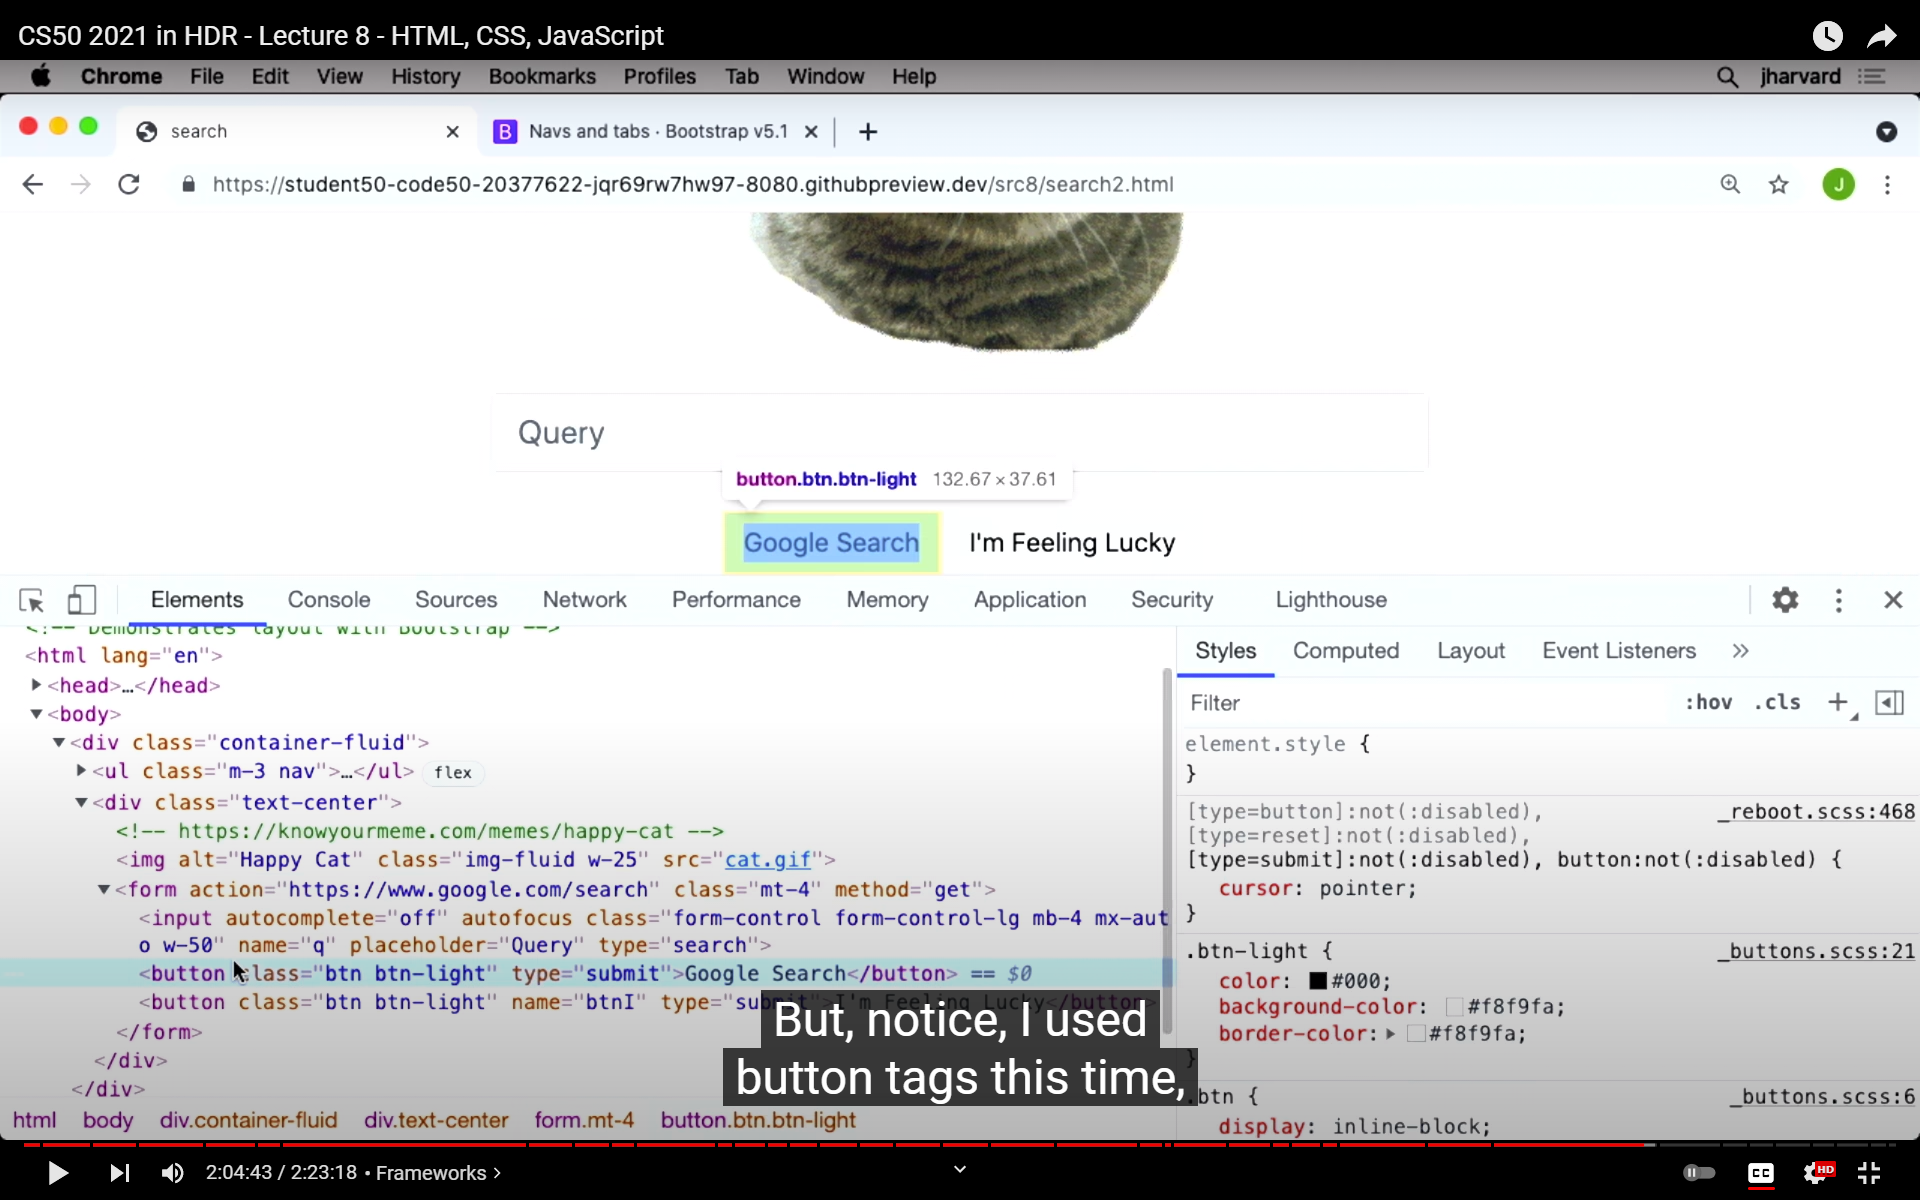 CS50 2021 in HDR - Lecture 8 - HTML, CSS, JavaScript
Chrome File Edit View History Bookmarks Profiles Tab Window Help jharvard
search Navs and tabs · Bootstrap v5.1
https://student50-code50-20377622-jqr69rw7hw97-8080.githubpreview.dev/src8/search2.html J
Query
button.btn.btn-light 132.67 × 37.61
Google Search I'm Feeling Lucky
Elements Console Sources Network Performance Memory Application Security Lighthouse
<!-- Demonstrates layout with Bootstrap -->
<html lang="en">
<head>…</head>
<body>
<div class="container-fluid">
<ul class="m-3 nav">…</ul> flex
<div class="text-center">
<!-- https://knowyourmeme.com/memes/happy-cat -->
<img alt="Happy Cat" class="img-fluid w-25" src="cat.gif">
<form action="https://www.google.com/search" class="mt-4" method="get">
<input autocomplete="off" autofocus class="form-control form-control-lg mb-4 mx-aut
o w-50" name="q" placeholder="Query" type="search">
<button class="btn btn-light" type="submit">Google Search</button> == $0
<button class="btn btn-light" name="btnI" type="submit">I'm Feeling Lucky</button>
</form>
</div>
</div>
html body div.container-fluid div.text-center form.mt-4 button.btn.btn-light
Styles Computed Layout Event Listeners »
Filter :hov .cls +
element.style {
}
[type=button]:not(:disabled), _reboot.scss:468
[type=reset]:not(:disabled),
[type=submit]:not(:disabled), button:not(:disabled) {
cursor: pointer;
}
.btn-light { _buttons.scss:21
color: #000;
background-color: #f8f9fa;
border-color: #f8f9fa;
}
.btn { _buttons.scss:6
display: inline-block;
But, notice, I used
button tags this time,
2:04:43 / 2:23:18 • Frameworks ›
CC HD